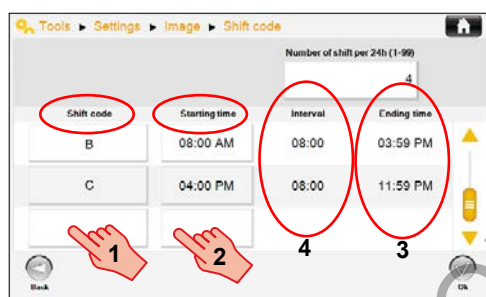 Tools ▸ Settings ▸ Image ▸ Shift code
Number of shift per 24h (1-99)
4
Shift code Starting time Interval Ending time
B 08:00 AM 08:00 03:59 PM
C 04:00 PM 08:00 11:59 PM
1 2 4 3
Back Ok